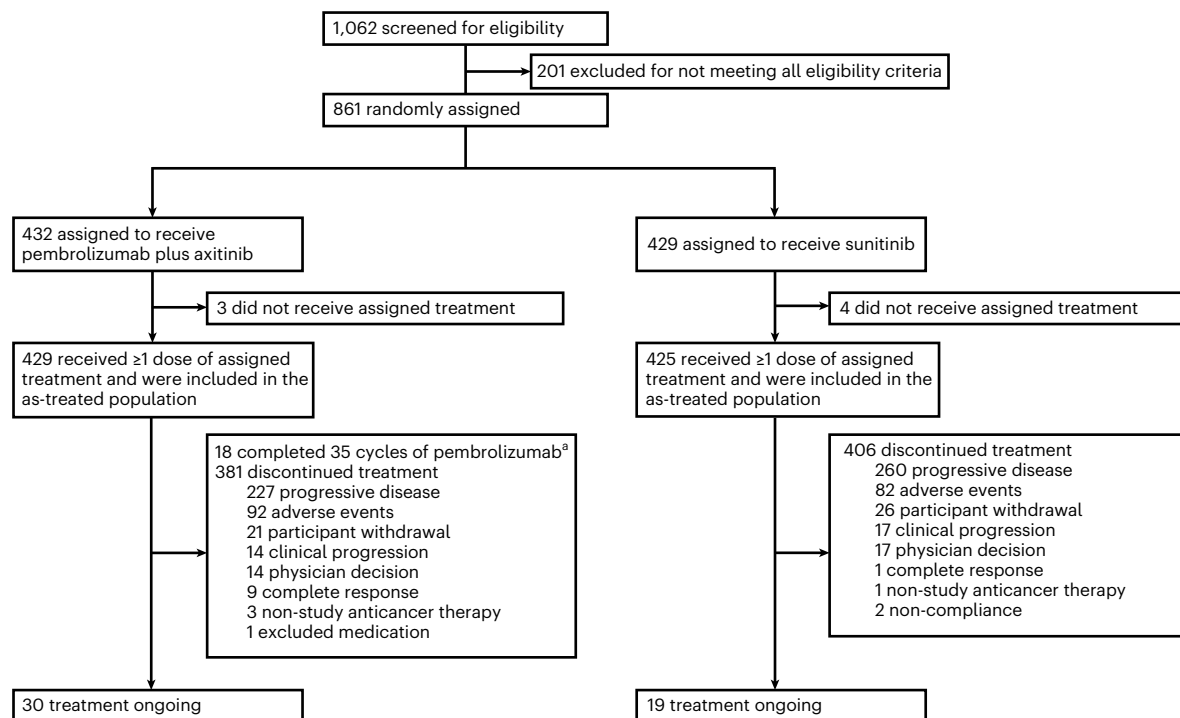 1,062 screened for eligibility
201 excluded for not meeting all eligibility criteria
861 randomly assigned
432 assigned to receive
pembrolizumab plus axitinib
429 assigned to receive sunitinib
3 did not receive assigned treatment
4 did not receive assigned treatment
429 received ≥1 dose of assigned
treatment and were included in the
as-treated population
425 received ≥1 dose of assigned
treatment and were included in the
as-treated population
18 completed 35 cycles of pembrolizumabᵃ
381 discontinued treatment
227 progressive disease
92 adverse events
21 participant withdrawal
14 clinical progression
14 physician decision
9 complete response
3 non-study anticancer therapy
1 excluded medication
406 discontinued treatment
260 progressive disease
82 adverse events
26 participant withdrawal
17 clinical progression
17 physician decision
1 complete response
1 non-study anticancer therapy
2 non-compliance
30 treatment ongoing
19 treatment ongoing